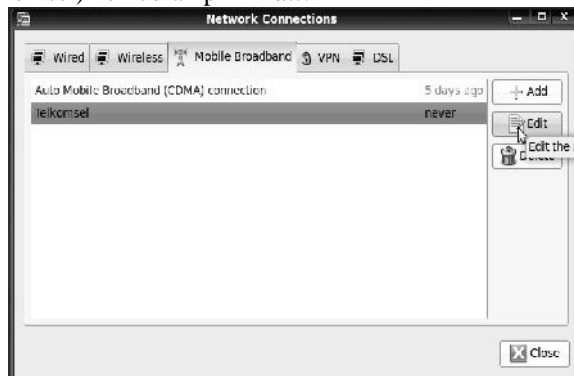 Network Connections
Wired Wireless Mobile Broadband VPN DSL
Auto Mobile Broadband (CDMA) connection 5 days ago
Telkomsel never
Add
Edit
Edit the
Delete
Close